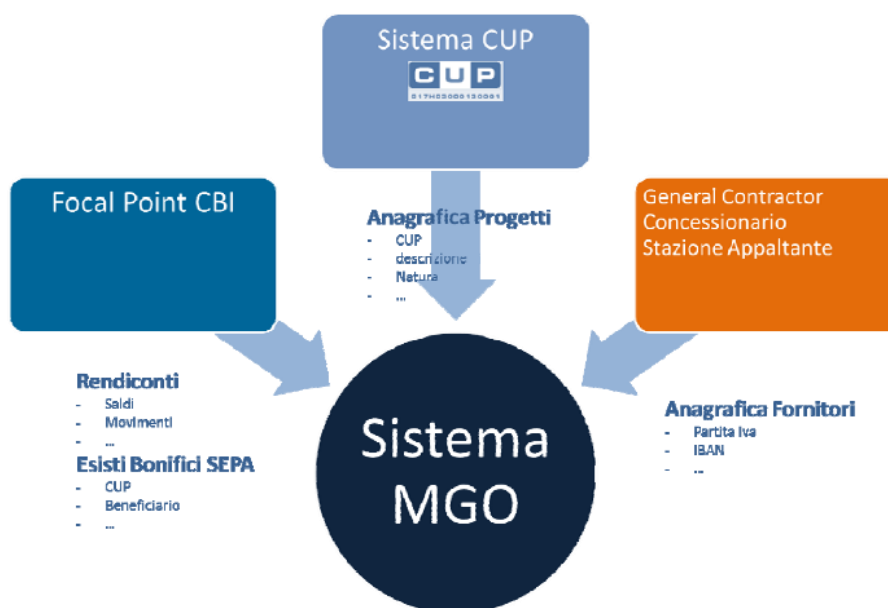 Sistema CUP
CUP
Focal Point CBI
General Contractor
Concessionario
Stazione Appaltante
Anagrafica Progetti
- CUP
- descrizione
- Natura
- ...
Rendiconti
- Saldi
- Movimenti
- ...
Esisti Bonifici SEPA
- CUP
- Beneficiario
- ...
Anagrafica Fornitori
- Partita Iva
- IBAN
- ...
Sistema
MGO